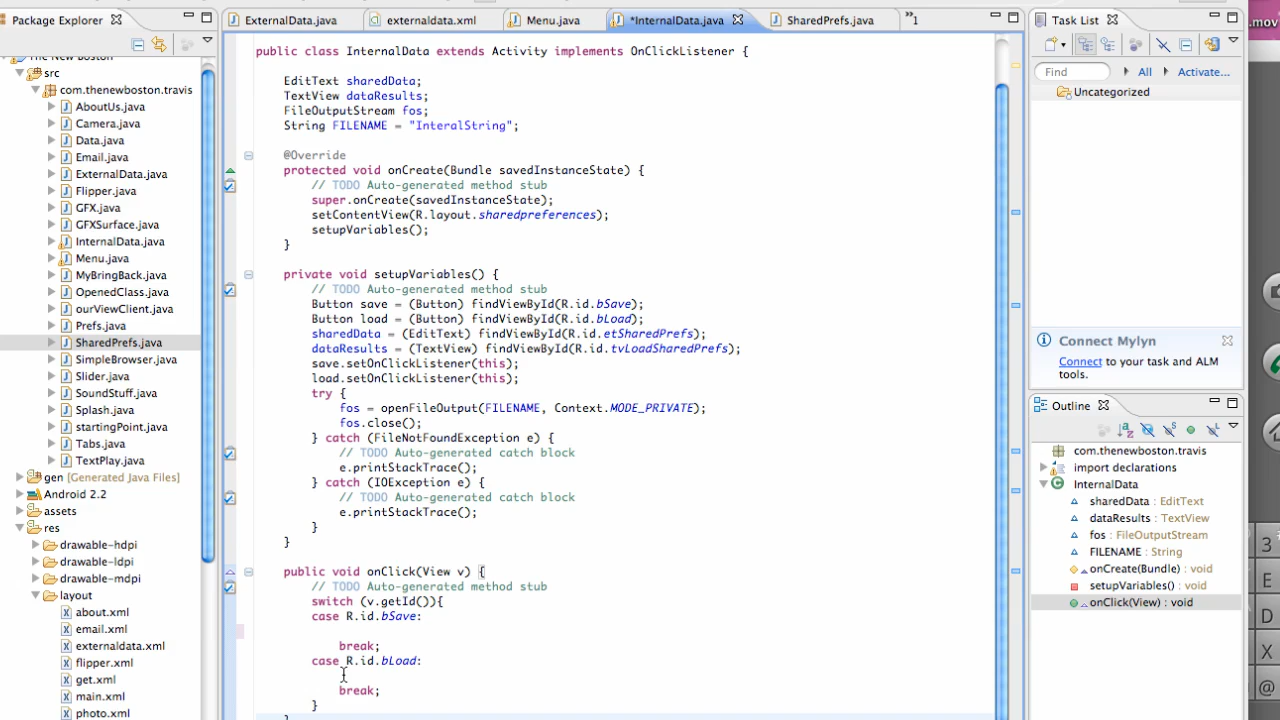 Package Explorer
The New Boston
src
com.thenewboston.travis
AboutUs.java
Camera.java
Data.java
Email.java
ExternalData.java
Flipper.java
GFX.java
GFXSurface.java
InternalData.java
Menu.java
MyBringBack.java
OpenedClass.java
ourViewClient.java
Prefs.java
SharedPrefs.java
SimpleBrowser.java
Slider.java
SoundStuff.java
Splash.java
startingPoint.java
Tabs.java
TextPlay.java
gen [Generated Java Files]
Android 2.2
assets
res
drawable-hdpi
drawable-ldpi
drawable-mdpi
layout
about.xml
email.xml
externaldata.xml
flipper.xml
get.xml
main.xml
photo.xml
ExternalData.java
externaldata.xml
Menu.java
*InternalData.java
SharedPrefs.java
»1
public class InternalData extends Activity implements OnClickListener {
EditText sharedData;
TextView dataResults;
FileOutputStream fos;
String FILENAME = "InteralString";
@Override
protected void onCreate(Bundle savedInstanceState) {
// TODO Auto-generated method stub
super.onCreate(savedInstanceState);
setContentView(R.layout.sharedpreferences);
setupVariables();
}
private void setupVariables() {
// TODO Auto-generated method stub
Button save = (Button) findViewById(R.id.bSave);
Button load = (Button) findViewById(R.id.bLoad);
sharedData = (EditText) findViewById(R.id.etSharedPrefs);
dataResults = (TextView) findViewById(R.id.tvLoadSharedPrefs);
save.setOnClickListener(this);
load.setOnClickListener(this);
try {
fos = openFileOutput(FILENAME, Context.MODE_PRIVATE);
fos.close();
} catch (FileNotFoundException e) {
// TODO Auto-generated catch block
e.printStackTrace();
} catch (IOException e) {
// TODO Auto-generated catch block
e.printStackTrace();
}
}
public void onClick(View v) {
// TODO Auto-generated method stub
switch (v.getId()){
case R.id.bSave:
break;
case R.id.bLoad:
break;
}
Task List
Find
All
Activate...
Uncategorized
Connect Mylyn
Connect to your task and ALM
tools.
Outline
com.thenewboston.travis
import declarations
InternalData
sharedData : EditText
dataResults : TextView
fos : FileOutputStream
FILENAME : String
onCreate(Bundle) : void
setupVariables() : void
onClick(View) : void
.mov
3
E
D
X
@